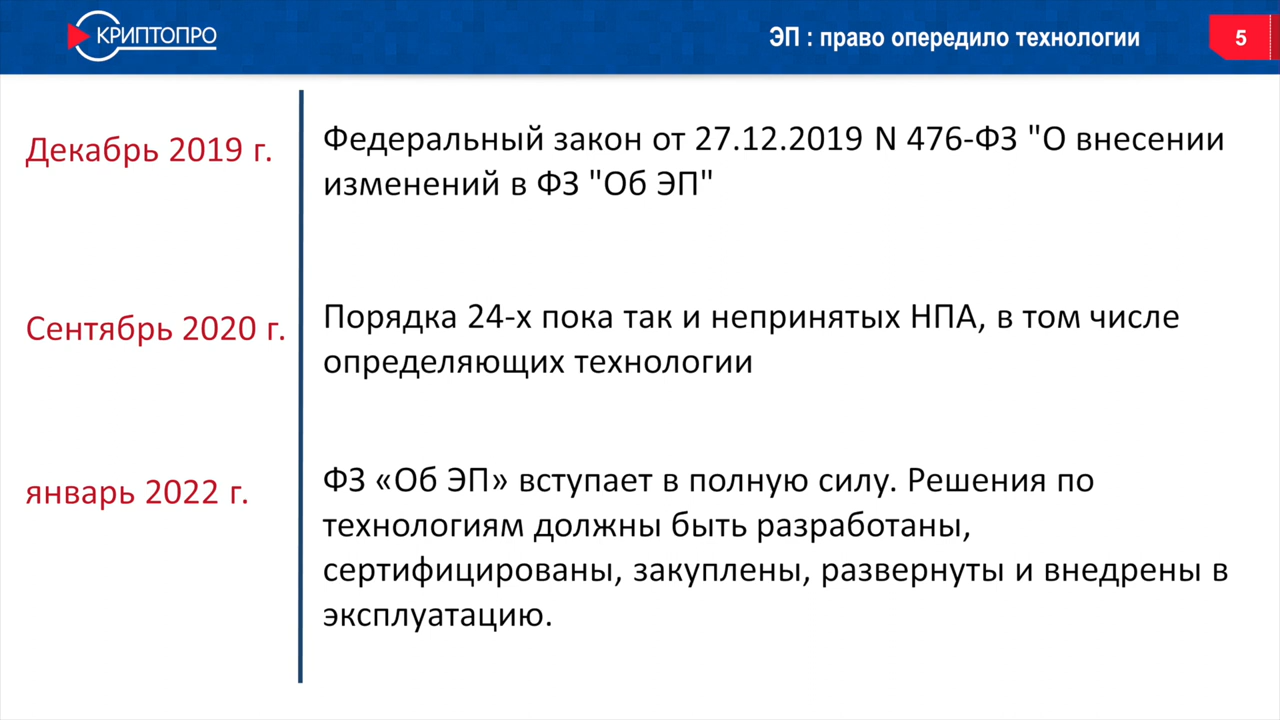 КРИПТОПРО
ЭП : право опередило технологии
5
Декабрь 2019 г.
Федеральный закон от 27.12.2019 N 476-ФЗ "О внесении
изменений в ФЗ "Об ЭП"
Сентябрь 2020 г.
Порядка 24-х пока так и непринятых НПА, в том числе
определяющих технологии
январь 2022 г.
ФЗ «Об ЭП» вступает в полную силу. Решения по
технологиям должны быть разработаны,
сертифицированы, закуплены, развернуты и внедрены в
эксплуатацию.